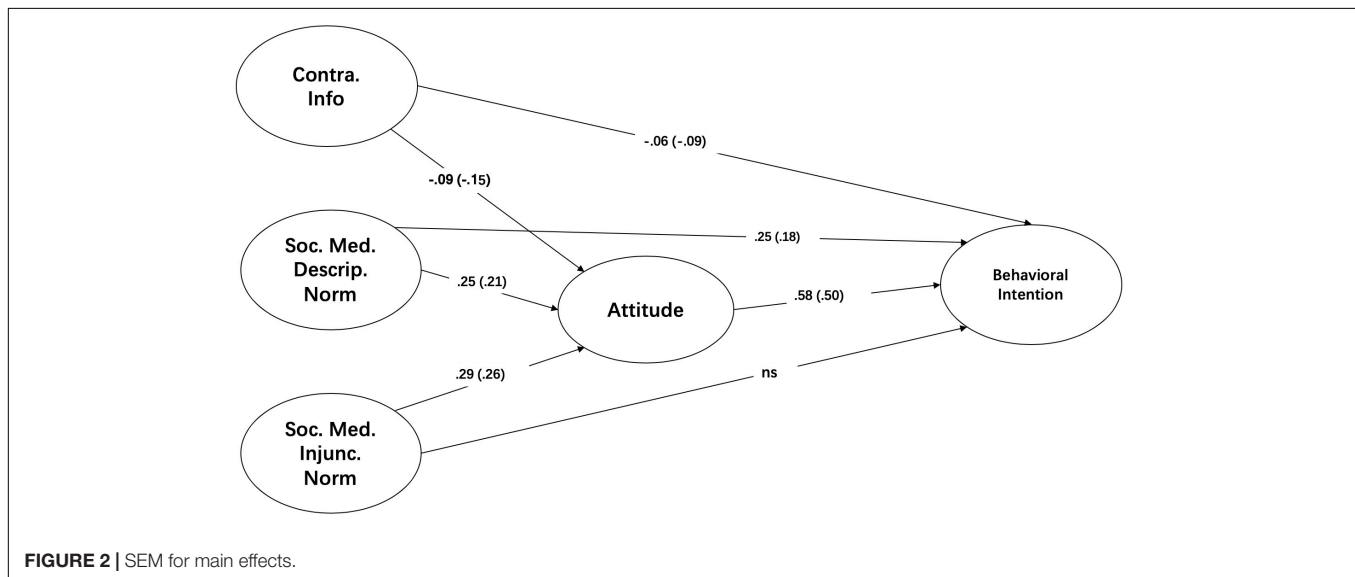 Contra.
Info
-.06 (-.09)
-.09 (-.15)
Soc. Med.
Descrip.
Norm
.25 (.18)
.25 (.21)
Attitude
.58 (.50)
Behavioral
Intention
.29 (.26)
ns
Soc. Med.
Injunc.
Norm
FIGURE 2 | SEM for main effects.